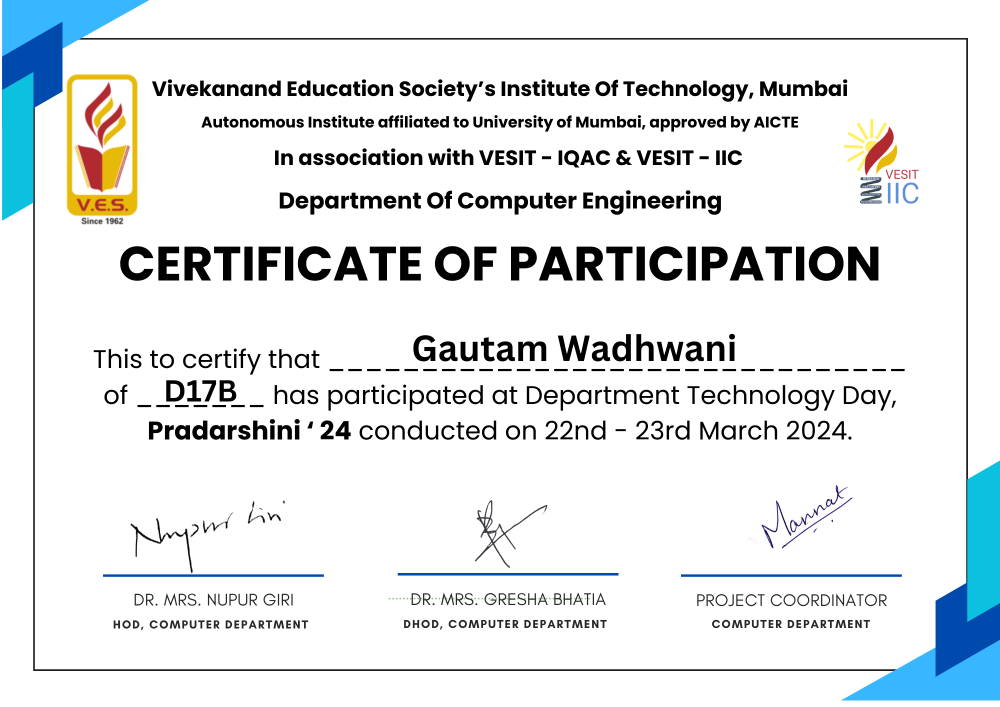 Vivekanand Education Society’s Institute Of Technology, Mumbai
Autonomous Institute affiliated to University of Mumbai, approved by AICTE
In association with VESIT - IQAC & VESIT - IIC
Department Of Computer Engineering
V.E.S.
Since 1962
RESEARCH
INNOVATION
APPLICATION
ENTREPRENEURSHIP
VESIT
IIC
CERTIFICATE OF PARTICIPATION
This to certify that Gautam Wadhwani
of D17B has participated at Department Technology Day,
Pradarshini ‘ 24 conducted on 22nd - 23rd March 2024.
Nupur Giri
Mannat
DR. MRS. NUPUR GIRI
HOD, COMPUTER DEPARTMENT
DR. MRS. GRESHA BHATIA
DHOD, COMPUTER DEPARTMENT
PROJECT COORDINATOR
COMPUTER DEPARTMENT